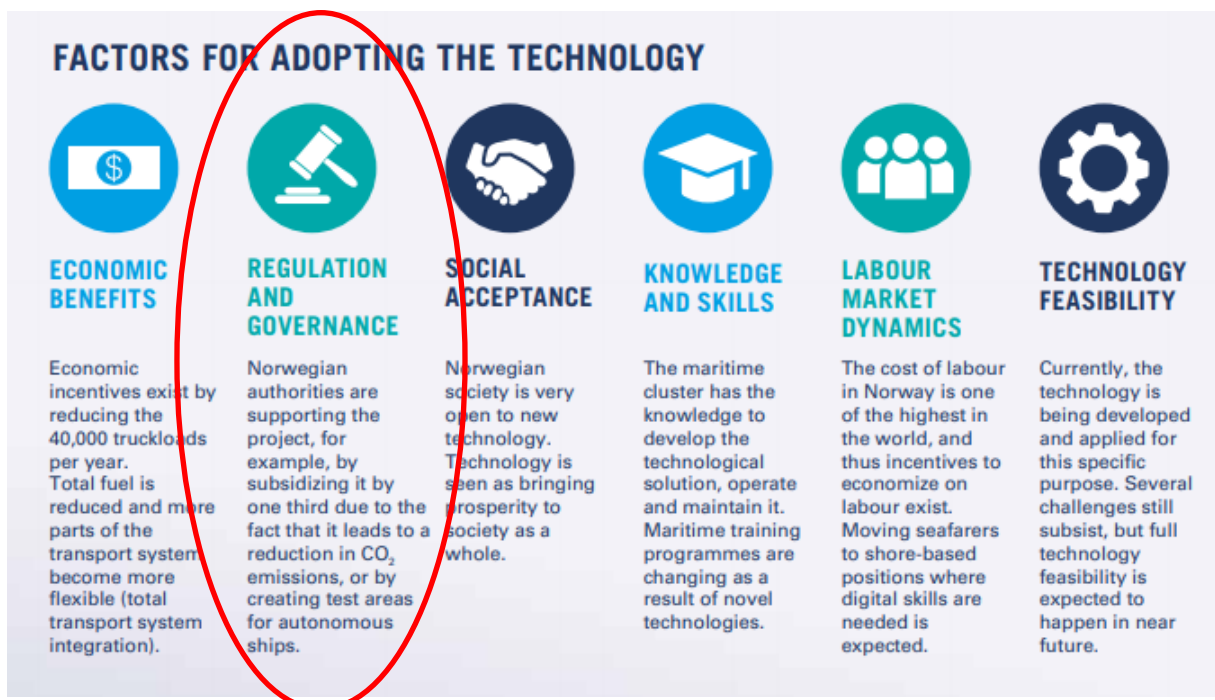 FACTORS FOR ADOPTING THE TECHNOLOGY
$
ECONOMIC
BENEFITS
Economic
incentives exist by
reducing the
40,000 truckloads
per year.
Total fuel is
reduced and more
parts of the
transport system
become more
flexible (total
transport system
integration).
REGULATION
AND
GOVERNANCE
Norwegian
authorities are
supporting the
project, for
example, by
subsidizing it by
one third due to the
fact that it leads to a
reduction in CO₂
emissions, or by
creating test areas
for autonomous
ships.
SOCIAL
ACCEPTANCE
Norwegian
society is very
open to new
technology.
Technology is
seen as bringing
prosperity to
society as a
whole.
KNOWLEDGE
AND SKILLS
The maritime
cluster has the
knowledge to
develop the
technological
solution, operate
and maintain it.
Maritime training
programmes are
changing as a
result of novel
technologies.
LABOUR
MARKET
DYNAMICS
The cost of labour
in Norway is one
of the highest in
the world, and
thus incentives to
economize on
labour exist.
Moving seafarers
to shore-based
positions where
digital skills are
needed is
expected.
TECHNOLOGY
FEASIBILITY
Currently, the
technology is
being developed
and applied for
this specific
purpose. Several
challenges still
subsist, but full
technology
feasibility is
expected to
happen in near
future.